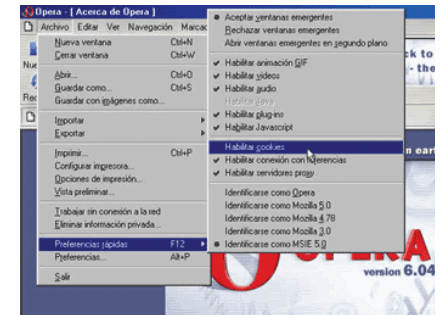 Opera - [ Acerca de Opera ]
Archivo Editar Ver Navegación Marcad
Nueva ventana Ctrl+N
Cerrar ventana Ctrl+W
Abrir... Ctrl+O
Guardar como... Ctrl+S
Guardar con imágenes como...
Importar
Exportar
Imprimir... Ctrl+P
Configurar impresora...
Opciones de impresión...
Vista preliminar...
Trabajar sin conexión a la red
Eliminar información privada...
Preferencias rápidas F12
Preferencias... Alt+P
Salir
Aceptar ventanas emergentes
Rechazar ventanas emergentes
Abrir ventanas emergentes en segundo plano
Habilitar animación GIF
Habilitar vídeos
Habilitar audio
Habilitar Java
Habilitar plug-ins
Habilitar Javascript
Habilitar cookies
Habilitar conexión con referencias
Habilitar servidores proxy
Identificarse como Opera
Identificarse como Mozilla 5.0
Identificarse como Mozilla 4.78
Identificarse como Mozilla 3.0
Identificarse como MSIE 5.0
ck to
- the
n ear
OPERA
version 6.04